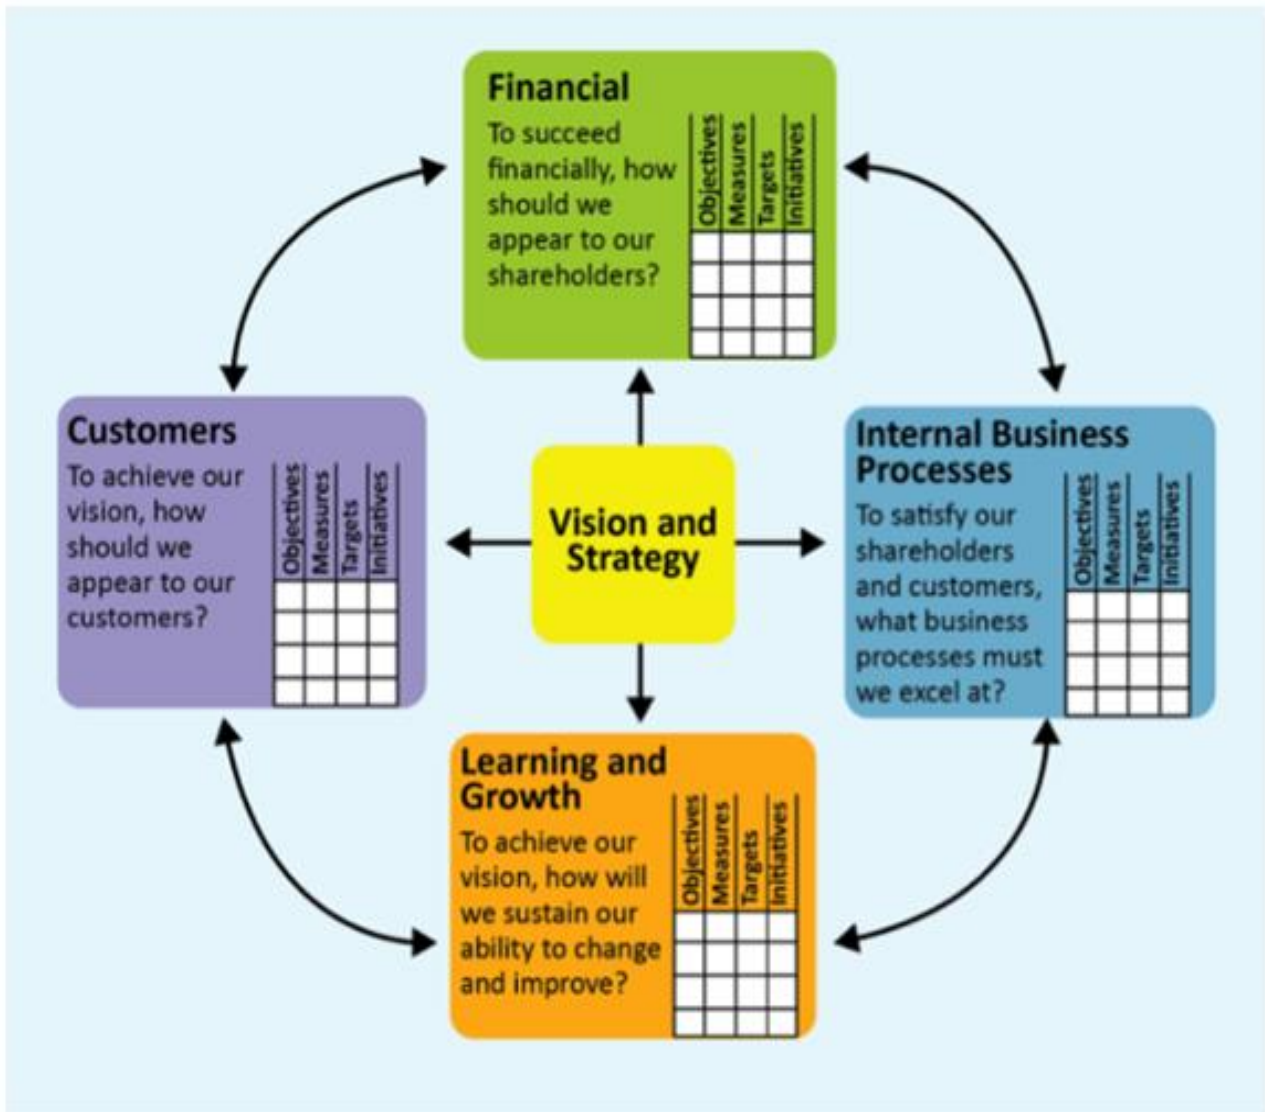 Financial
To succeed
financially, how
should we
appear to our
shareholders?
Objectives
Measures
Targets
Initiatives
Customers
To achieve our
vision, how
should we
appear to our
customers?
Objectives
Measures
Targets
Initiatives
Vision and
Strategy
Internal Business
Processes
To satisfy our
shareholders
and customers,
what business
processes must
we excel at?
Objectives
Measures
Targets
Initiatives
Learning and
Growth
To achieve our
vision, how will
we sustain our
ability to change
and improve?
Objectives
Measures
Targets
Initiatives